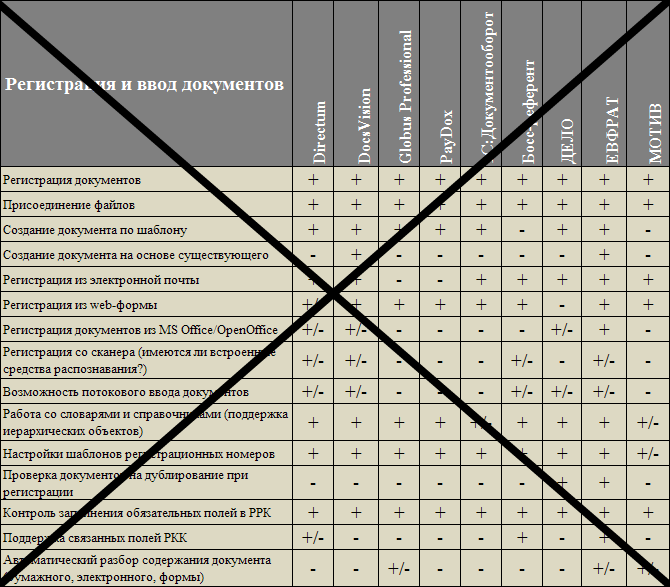 Регистрация и ввод документов Directum DocsVision Globus Professional PayDox 1С:Документооборот Босс-Референт ДЕЛО ЕВФРАТ МОТИВ
Регистрация документов + + + + + + + + +
Присоединение файлов + + + + + + + + +
Создание документа по шаблону + + + + + - + + -
Создание документа на основе существующего - + - - - - - + -
Регистрация из электронной почты + + - - + + + + +
Регистрация из web-формы +/- + + + + + - + +
Регистрация документов из MS Office/OpenOffice +/- +/- - - - - +/- + -
Регистрация со сканера (имеются ли встроенные
средства распознавания?) +/- +/- - - - +/- - +/- -
Возможность потокового ввода документов +/- +/- - - - +/- +/- +/- -
Работа со словарями и справочниками (поддержка
иерархических объектов) + + + + +/- + + + +/-
Настройки шаблонов регистрационных номеров + + + + + + + + +/-
Проверка документов на дублирование при
регистрации - - - - - - + + -
Контроль заполнения обязательных полей в РРК + + + + + + + + +
Поддержка связанных полей РКК +/- - - - - + - + -
Автоматический разбор содержания документа
(бумажного, электронного, формы) - - +/- - - - - +/- +/-